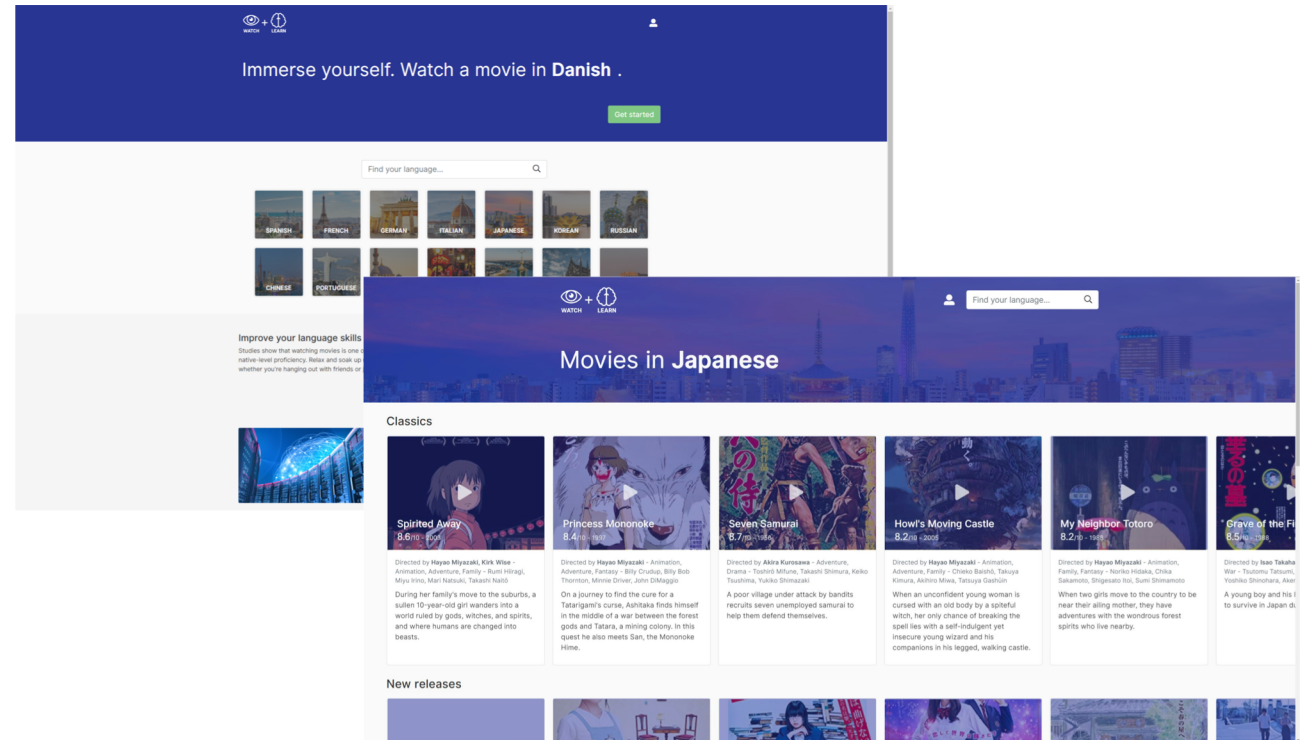 WATCH + LEARN
Immerse yourself. Watch a movie in Danish .
Get started
Find your language...
SPANISH
FRENCH
GERMAN
ITALIAN
JAPANESE
KOREAN
RUSSIAN
CHINESE
PORTUGUESE
Improve your language skills
Studies show that watching movies is one
native-level proficiency. Relax and soak up
whether you're hanging out with friends or
WATCH + LEARN
Find your language...
Movies in Japanese
Classics
Spirited Away
8.6/10 - 2001
Directed by Hayao Miyazaki, Kirk Wise -
Animation, Adventure, Family - Rumi Hiiragi,
Miyu Irino, Mari Natsuki, Takashi Naitô
During her family's move to the suburbs, a
sullen 10-year-old girl wanders into a
world ruled by gods, witches, and spirits,
and where humans are changed into
beasts.
Princess Mononoke
8.4/10 - 1997
Directed by Hayao Miyazaki - Animation,
Adventure, Fantasy - Billy Crudup, Billy Bob
Thornton, Minnie Driver, John DiMaggio
On a journey to find the cure for a
Tatarigami's curse, Ashitaka finds himself
in the middle of a war between the forest
gods and Tatara, a mining colony. In this
quest he also meets San, the Mononoke
Hime.
Seven Samurai
8.7/10 - 1956
Directed by Akira Kurosawa - Adventure,
Drama - Toshirô Mifune, Takashi Shimura, Keiko
Tsushima, Yukiko Shimazaki
A poor village under attack by bandits
recruits seven unemployed samurai to
help them defend themselves.
Howl's Moving Castle
8.2/10 - 2005
Directed by Hayao Miyazaki - Animation,
Adventure, Family - Chieko Baishô, Takuya
Kimura, Akihiro Miwa, Tatsuya Gashûin
When an unconfident young woman is
cursed with an old body by a spiteful
witch, her only chance of breaking the
spell lies with a self-indulgent yet
insecure young wizard and his
companions in his legged, walking castle.
My Neighbor Totoro
8.2/10 - 1988
Directed by Hayao Miyazaki - Animation,
Family, Fantasy - Noriko Hidaka, Chika
Sakamoto, Shigesato Itoi, Sumi Shimamoto
When two girls move to the country to be
near their ailing mother, they have
adventures with the wondrous forest
spirits who live nearby.
Grave of the Fi
8.5/10 - 1988
Directed by Isao Takaha
War - Tsutomu Tatsumi,
Yoshiko Shinohara, Aker
A young boy and his l
to survive in Japan du
New releases